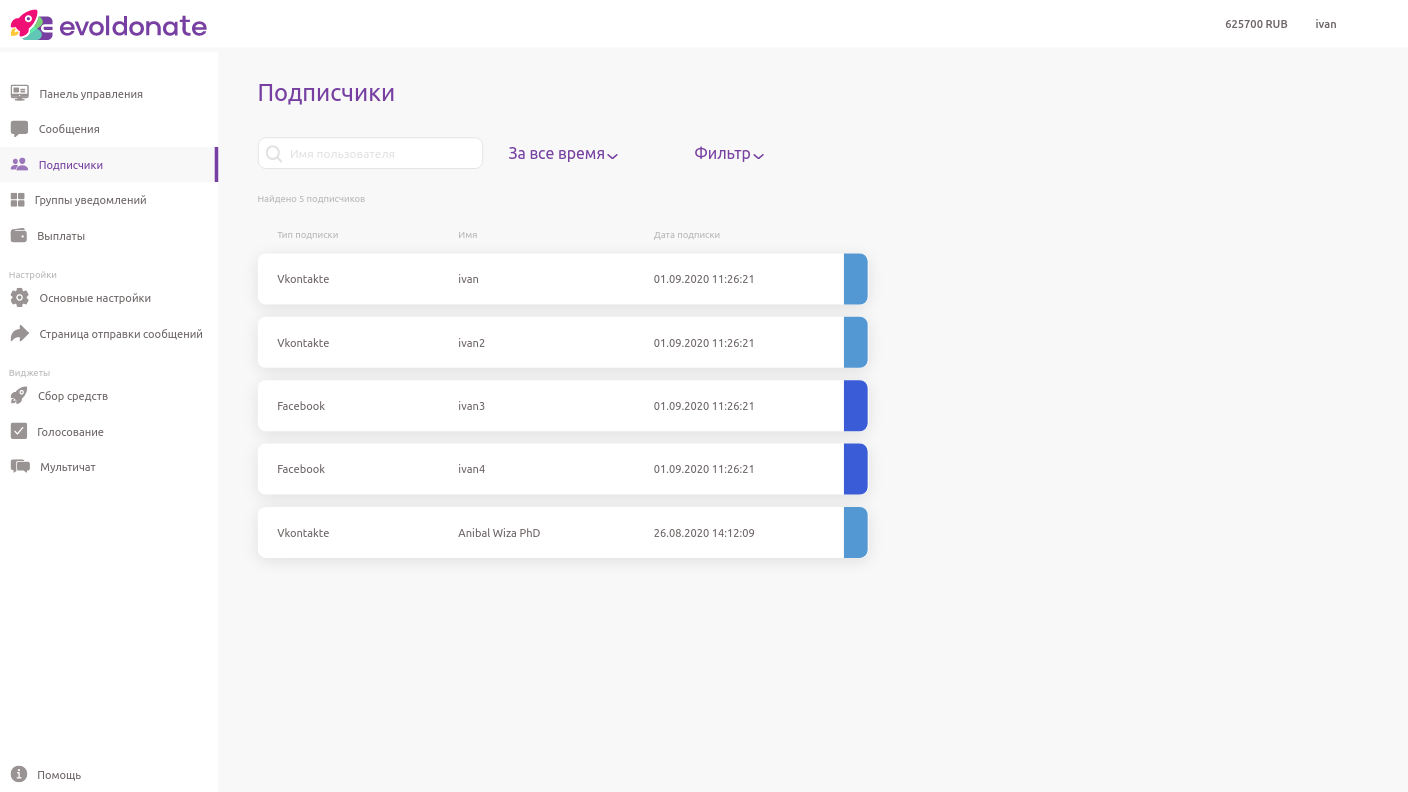 evoldonate
625700 RUB ivan
Панель управления
Сообщения
Подписчики
Группы уведомлений
Выплаты
Настройки
Основные настройки
Страница отправки сообщений
Виджеты
Сбор средств
Голосование
Мультичат
Помощь
Подписчики
Имя пользователя За все время Фильтр
Найдено 5 подписчиков
Тип подписки Имя Дата подписки
Vkontakte ivan 01.09.2020 11:26:21
Vkontakte ivan2 01.09.2020 11:26:21
Facebook ivan3 01.09.2020 11:26:21
Facebook ivan4 01.09.2020 11:26:21
Vkontakte Anibal Wiza PhD 26.08.2020 14:12:09